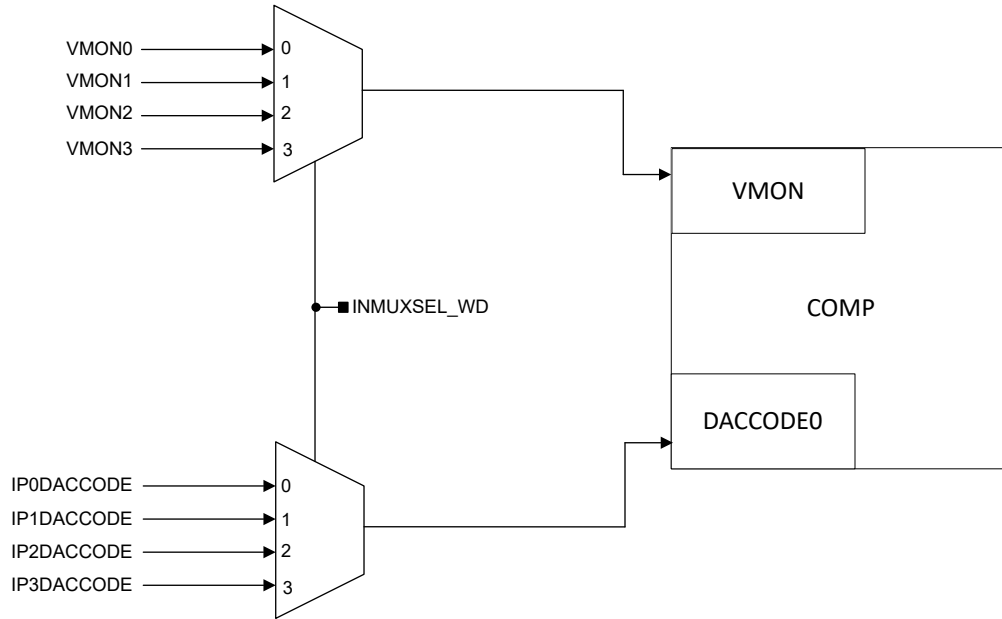 VMON0
0
VMON1
1
VMON2
2
VMON3
3
VMON
INMUXSEL_WD
COMP
DACCODE0
IP0DACCODE
0
IP1DACCODE
1
IP2DACCODE
2
IP3DACCODE
3